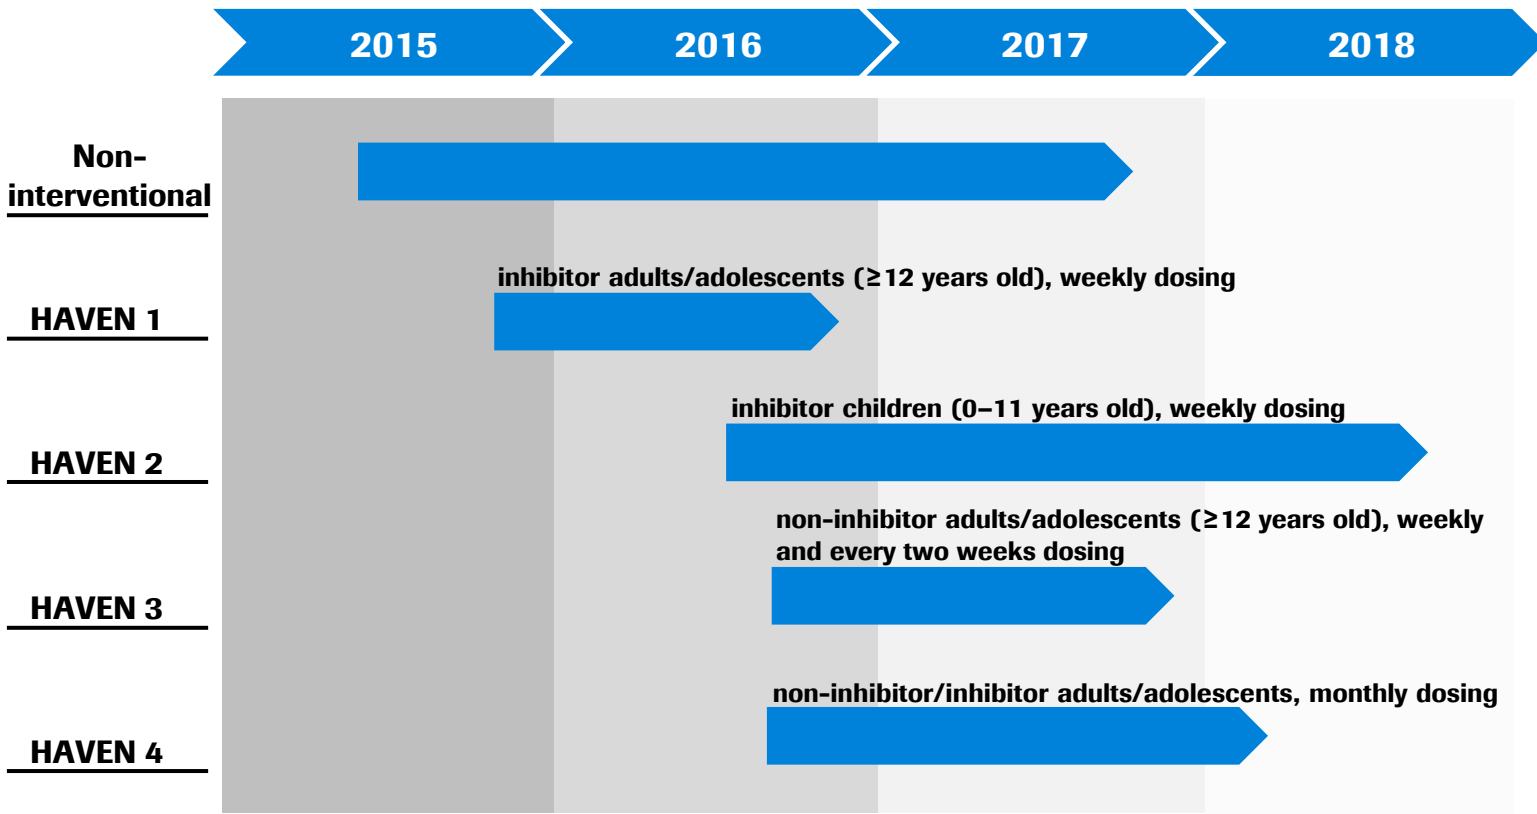 2015 2016 2017 2018
Non-
interventional
inhibitor adults/adolescents (≥12 years old), weekly dosing
HAVEN 1
inhibitor children (0–11 years old), weekly dosing
HAVEN 2
non-inhibitor adults/adolescents (≥12 years old), weekly
and every two weeks dosing
HAVEN 3
non-inhibitor/inhibitor adults/adolescents, monthly dosing
HAVEN 4